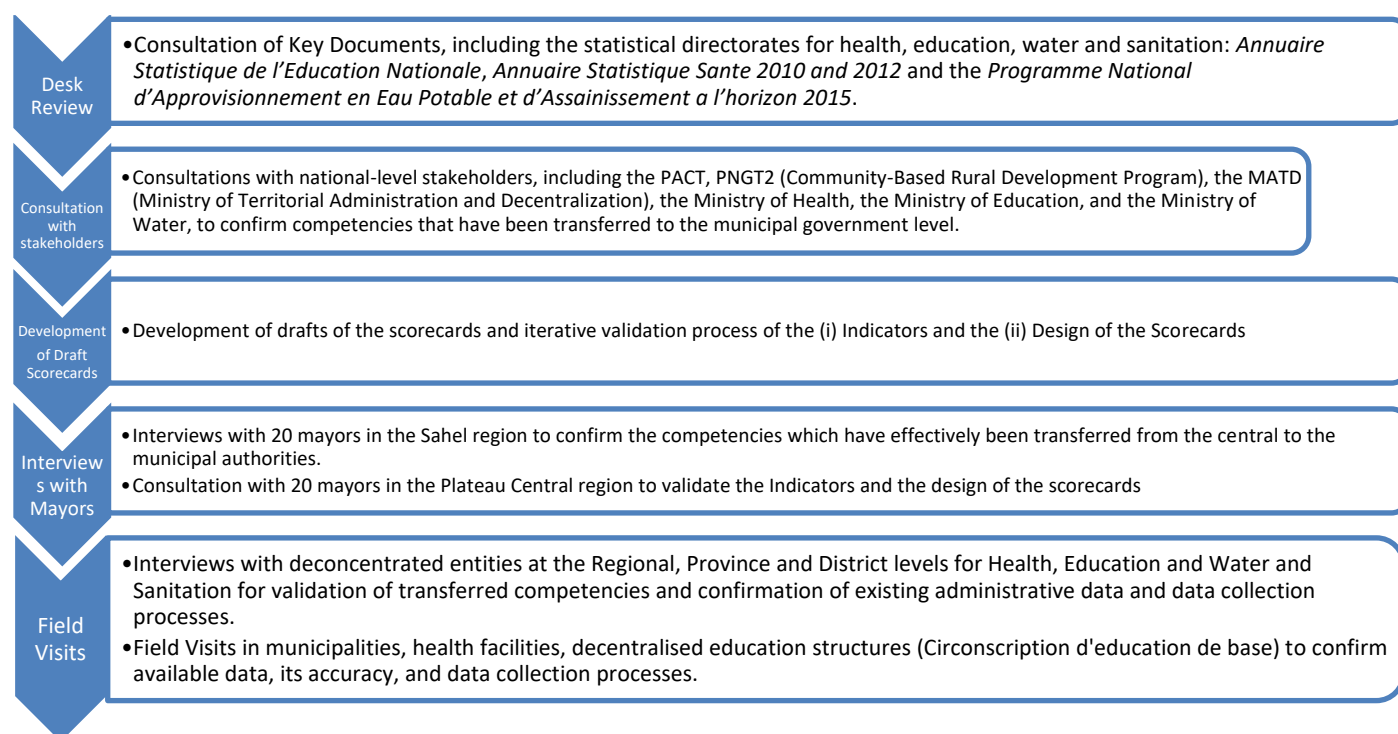 Desk
Review
•Consultation of Key Documents, including the statistical directorates for health, education, water and sanitation: Annuaire
Statistique de l'Education Nationale, Annuaire Statistique Sante 2010 and 2012 and the Programme National
d'Approvisionnement en Eau Potable et d'Assainissement a l'horizon 2015.
Consultation
with
stakeholders
•Consultations with national-level stakeholders, including the PACT, PNGT2 (Community-Based Rural Development Program), the MATD
(Ministry of Territorial Administration and Decentralization), the Ministry of Health, the Ministry of Education, and the Ministry of
Water, to confirm competencies that have been transferred to the municipal government level.
Development
of Draft
Scorecards
•Development of drafts of the scorecards and iterative validation process of the (i) Indicators and the (ii) Design of the Scorecards
Interview
s with
Mayors
•Interviews with 20 mayors in the Sahel region to confirm the competencies which have effectively been transferred from the central to the
municipal authorities.
•Consultation with 20 mayors in the Plateau Central region to validate the Indicators and the design of the scorecards
Field
Visits
•Interviews with deconcentrated entities at the Regional, Province and District levels for Health, Education and Water and
Sanitation for validation of transferred competencies and confirmation of existing administrative data and data collection
processes.
•Field Visits in municipalities, health facilities, decentralised education structures (Circonscription d'education de base) to confirm
available data, its accuracy, and data collection processes.